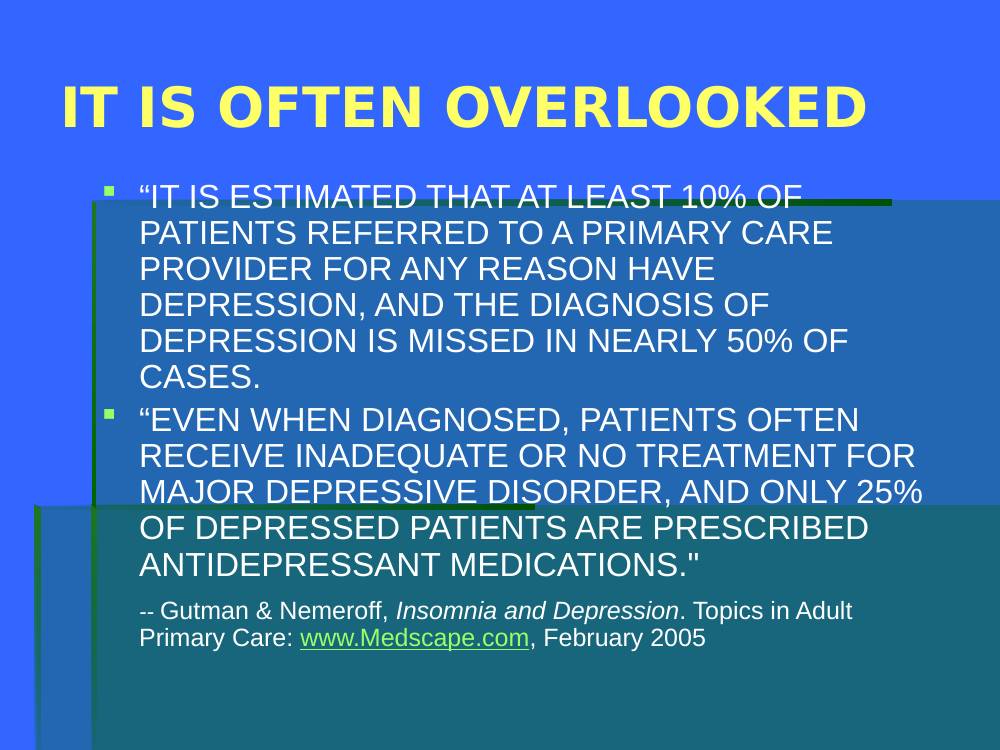 IT IS OFTEN OVERLOOKED
“IT IS ESTIMATED THAT AT LEAST 10% OF
PATIENTS REFERRED TO A PRIMARY CARE
PROVIDER FOR ANY REASON HAVE
DEPRESSION, AND THE DIAGNOSIS OF
DEPRESSION IS MISSED IN NEARLY 50% OF
CASES.
“EVEN WHEN DIAGNOSED, PATIENTS OFTEN
RECEIVE INADEQUATE OR NO TREATMENT FOR
MAJOR DEPRESSIVE DISORDER, AND ONLY 25%
OF DEPRESSED PATIENTS ARE PRESCRIBED
ANTIDEPRESSANT MEDICATIONS."
-- Gutman & Nemeroff, Insomnia and Depression. Topics in Adult
Primary Care: www.Medscape.com, February 2005